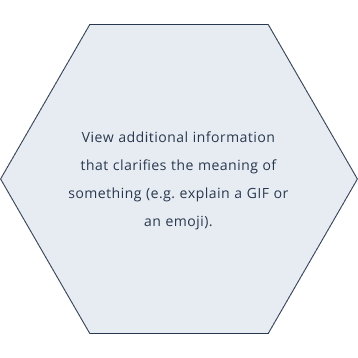 View additional information
that clarifies the meaning of
something (e.g. explain a GIF or
an emoji).